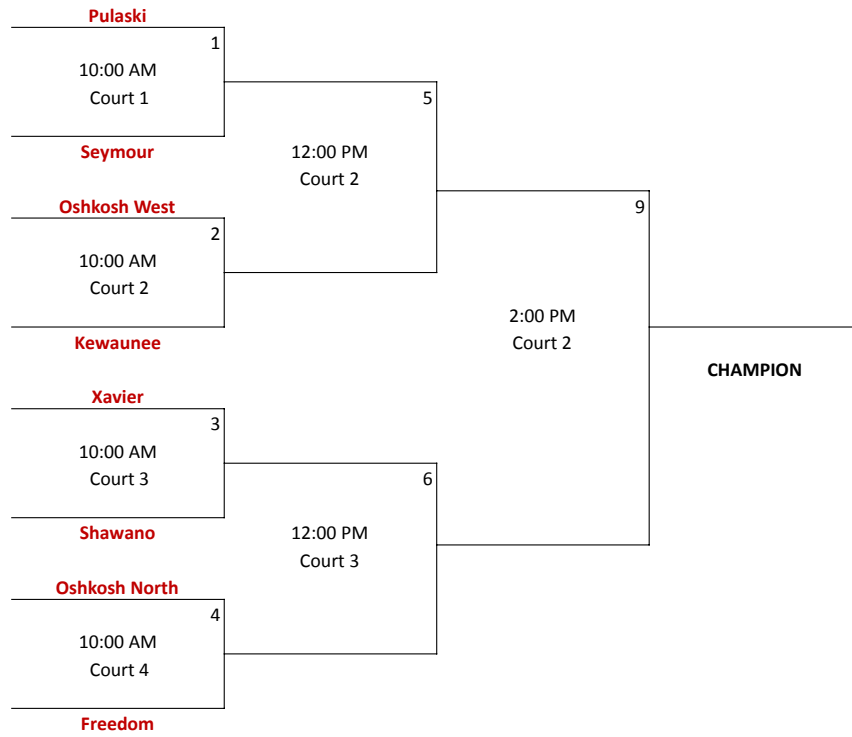 Pulaski
1
10:00 AM
Court 1
Seymour
5
12:00 PM
Court 2
Oshkosh West
2
10:00 AM
Court 2
Kewaunee
9
2:00 PM
Court 2
CHAMPION
Xavier
3
10:00 AM
Court 3
Shawano
6
12:00 PM
Court 3
Oshkosh North
4
10:00 AM
Court 4
Freedom